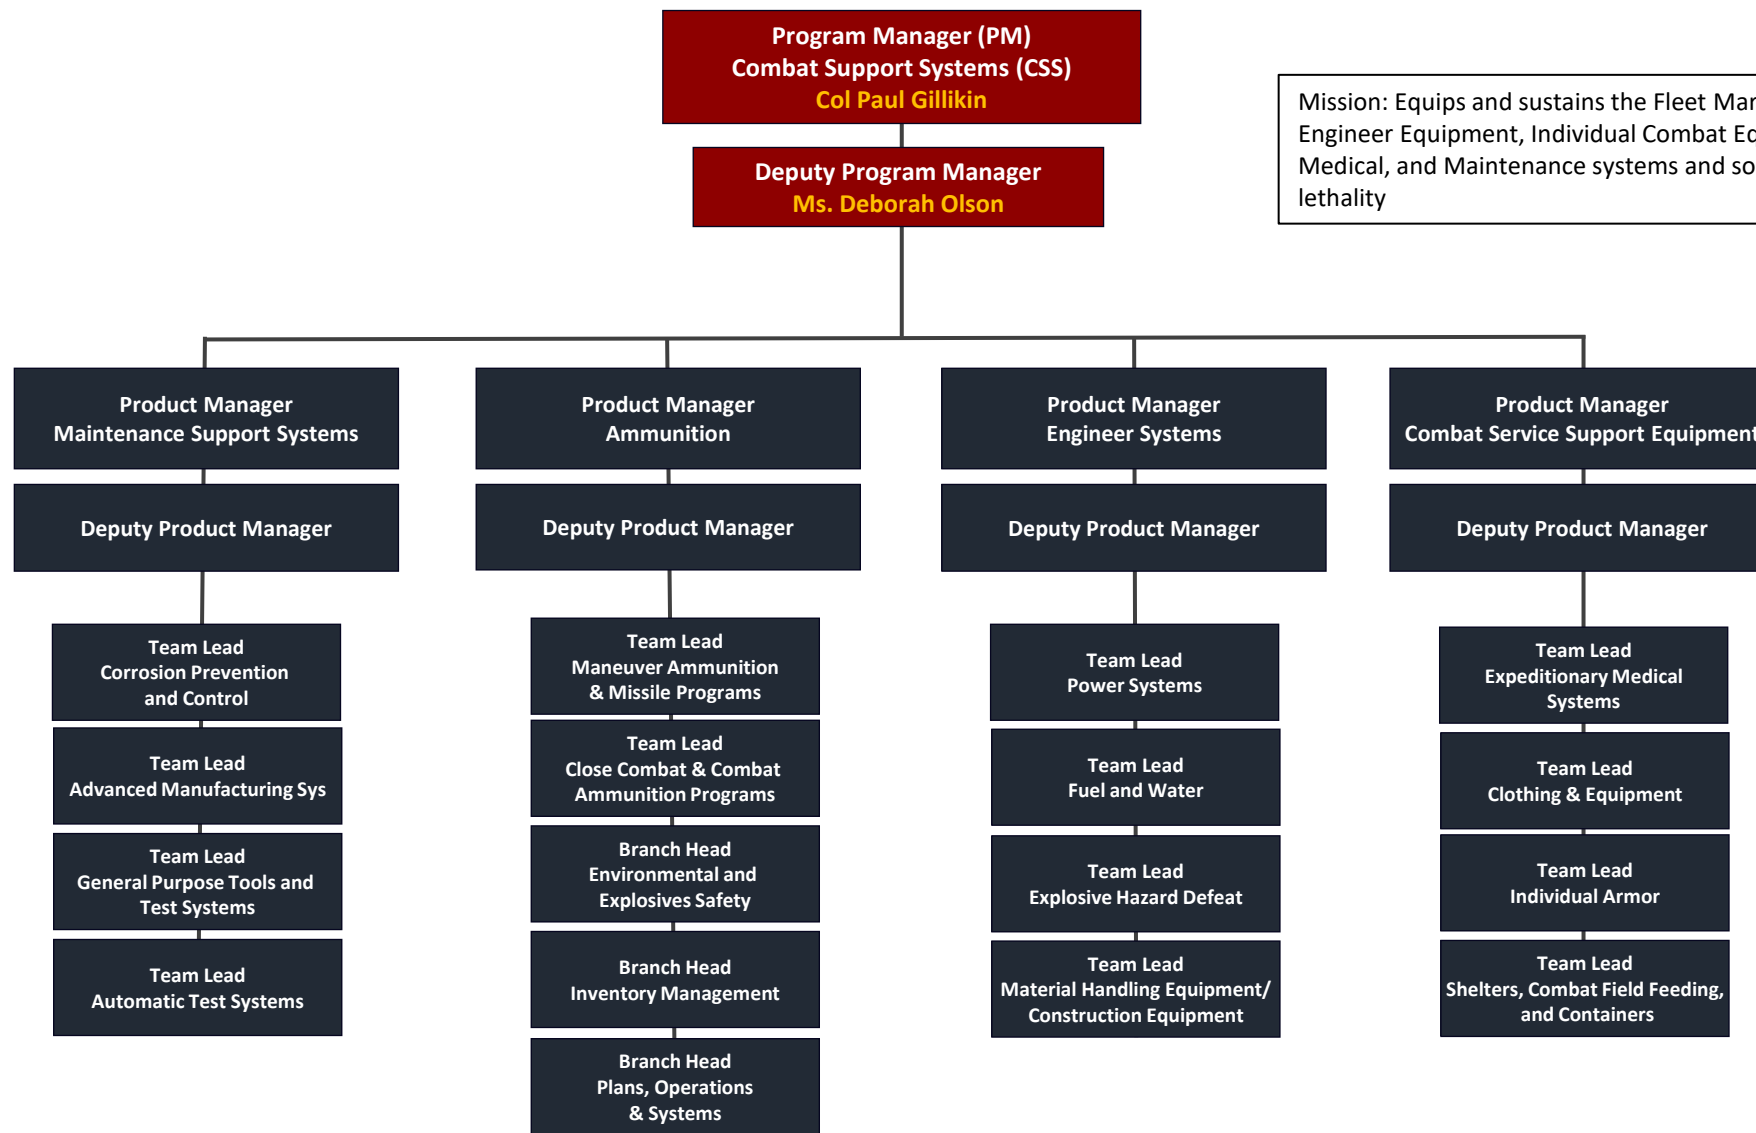 Program Manager (PM)
Combat Support Systems (CSS)
Col Paul Gillikin
Deputy Program Manager
Ms. Deborah Olson
Mission: Equips and sustains the Fleet
Engineer Equipment, Individual Combat
Medical, and Maintenance systems and
lethality
Product Manager
Maintenance Support Systems
Deputy Product Manager
Team Lead
Corrosion Prevention
and Control
Team Lead
Advanced Manufacturing Sys
Team Lead
General Purpose Tools and
Test Systems
Team Lead
Automatic Test Systems
Product Manager
Ammunition
Deputy Product Manager
Team Lead
Maneuver Ammunition
& Missile Programs
Team Lead
Close Combat & Combat
Ammunition Programs
Branch Head
Environmental and
Explosives Safety
Branch Head
Inventory Management
Branch Head
Plans, Operations
& Systems
Product Manager
Engineer Systems
Deputy Product Manager
Team Lead
Power Systems
Team Lead
Fuel and Water
Team Lead
Explosive Hazard Defeat
Team Lead
Material Handling Equipment/
Construction Equipment
Product Manager
Combat Service Support Equipment
Deputy Product Manager
Team Lead
Expeditionary Medical
Systems
Team Lead
Clothing & Equipment
Team Lead
Individual Armor
Team Lead
Shelters, Combat Field Feeding,
and Containers